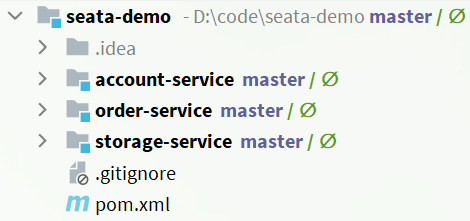 seata-demo - D:\code\seata-demo master / Ø
.idea
account-service master / Ø
order-service master / Ø
storage-service master / Ø
.gitignore
m pom.xml